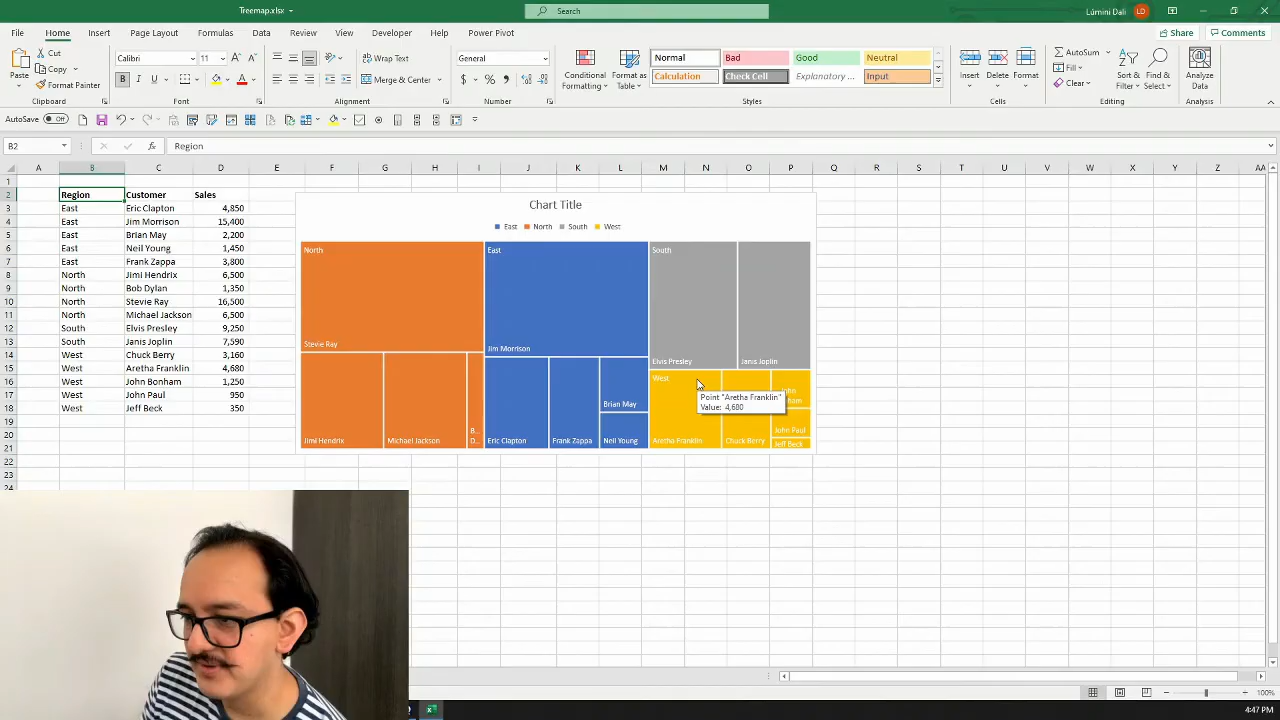 Treemap.xlsx
Search
Lúmini Dalí LD
File Home Insert Page Layout Formulas Data Review View Developer Help Power Pivot Share Comments
Paste Cut Copy Format Painter
Clipboard
Calibri 11
B I U
Font
Wrap Text
Merge & Center
Alignment
General
$ %
Number
Conditional Formatting Format as Table
Normal Bad Good Neutral
Calculation Check Cell Explanatory ... Input
Styles
Insert Delete Format
Cells
AutoSum
Fill
Clear
Sort & Filter Find & Select
Editing
Analyze Data
Analysis
AutoSave Off
B2 fx Region
A B C D E F G H I J K L M N O P Q R S T U V W X Y Z AA
1
2 Region Customer Sales
3 East Eric Clapton 4,850
4 East Jim Morrison 15,400
5 East Brian May 2,200
6 East Neil Young 1,450
7 East Frank Zappa 3,800
8 North Jimi Hendrix 6,500
9 North Bob Dylan 1,350
10 North Stevie Ray 16,500
11 North Michael Jackson 6,500
12 South Elvis Presley 9,250
13 South Janis Joplin 7,590
14 West Chuck Berry 3,160
15 West Aretha Franklin 4,680
16 West John Bonham 1,250
17 West John Paul 950
18 West Jeff Beck 350
19
20
21
22
23
24
Chart Title
East North South West
North
Stevie Ray
Jimi Hendrix
Michael Jackson
B...
D...
East
Jim Morrison
Eric Clapton
Frank Zappa
Brian May
Neil Young
South
Elvis Presley
Janis Joplin
West
Aretha Franklin
Chuck Berry
John
John Paul
Jeff Beck
Point "Aretha Franklin"
Value: 4,680
100%
4:47 PM